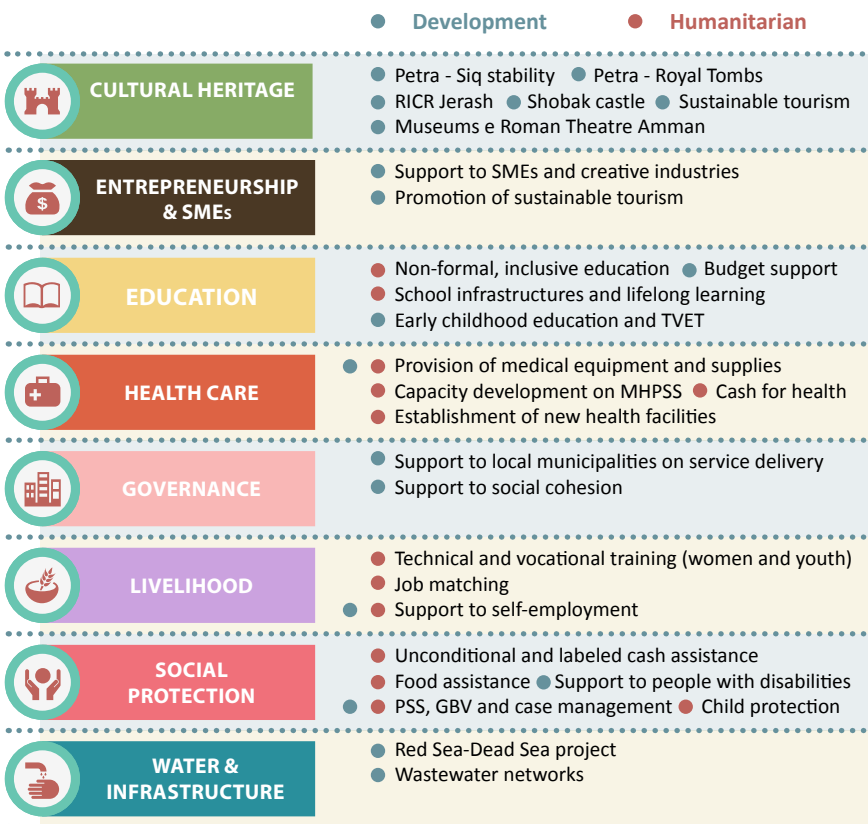 Development Humanitarian
CULTURAL HERITAGE
Petra - Siq stability Petra - Royal Tombs
RICR Jerash Shobak castle Sustainable tourism
Museums e Roman Theatre Amman
ENTREPRENEURSHIP
& SMEs
Support to SMEs and creative industries
Promotion of sustainable tourism
EDUCATION
Non-formal, inclusive education Budget support
School infrastructures and lifelong learning
Early childhood education and TVET
HEALTH CARE
Provision of medical equipment and supplies
Capacity development on MHPSS Cash for health
Establishment of new health facilities
GOVERNANCE
Support to local municipalities on service delivery
Support to social cohesion
LIVELIHOOD
Technical and vocational training (women and youth)
Job matching
Support to self-employment
SOCIAL
PROTECTION
Unconditional and labeled cash assistance
Food assistance Support to people with disabilities
PSS, GBV and case management Child protection
WATER &
INFRASTRUCTURE
Red Sea-Dead Sea project
Wastewater networks
$